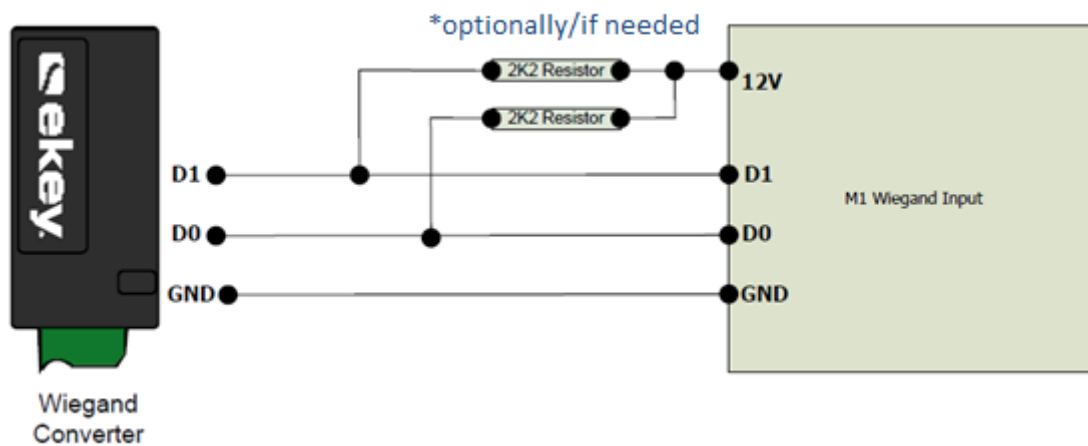 *optionally/if needed
2K2 Resistor
12V
2K2 Resistor
ekey
D1
D1
M1 Wiegand Input
D0
D0
GND
GND
Wiegand
Converter